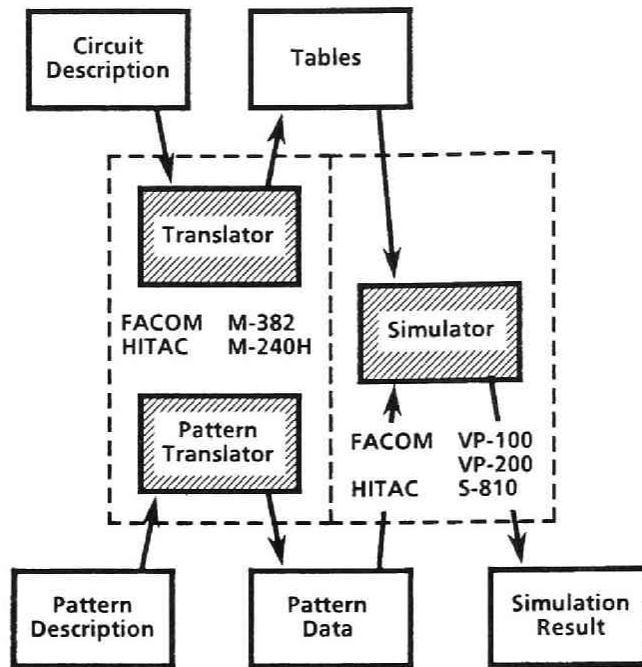 Circuit
Description
Tables
Translator
FACOM M-382
HITAC M-240H
Simulator
Pattern
Translator
FACOM VP-100
VP-200
HITAC S-810
Pattern
Description
Pattern
Data
Simulation
Result